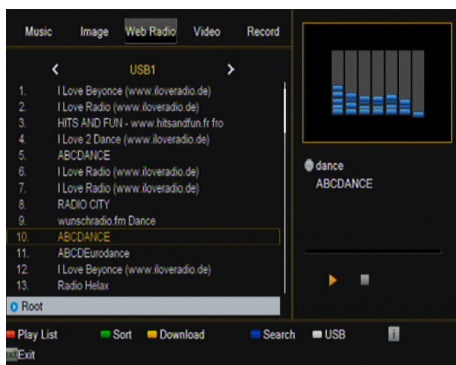 Music Image Web Radio Video Record
USB1
1. I Love Beyonce (www.iloveradio.de)
2. I Love Radio (www.iloveradio.de)
3. HITS AND FUN - www.hitsandfun.fr fro
4. I Love 2 Dance (www.iloveradio.de)
5. ABCDANCE
6. I Love Radio (www.iloveradio.de)
7. I Love Radio (www.iloveradio.de)
8. RADIO CITY
9. wunschradio.fm Dance
10. ABCDANCE
11. ABCDEurodance
12. I Love Beyonce (www.iloveradio.de)
13. Radio Helax
Root
dance
ABCDANCE
Play List Sort Download Search USB i
Exit